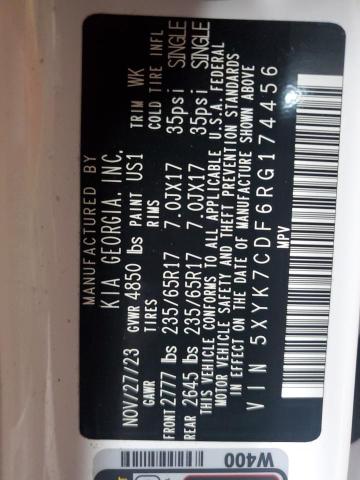 MANUFACTURED BY
KIA GEORGIA, INC.
NOV/27/23 GVWR 4850 lbs PAINT US1 TRIM WK
GAWR TIRES RIMS COLD TIRE INFL
FRONT 2777 lbs 235/65R17 7.0JX17 35psi SINGLE
REAR 2645 lbs 235/65R17 7.0JX17 35psi SINGLE
THIS VEHICLE CONFORMS TO ALL APPLICABLE U.S.A. FEDERAL
MOTOR VEHICLE SAFETY AND THEFT PREVENTION STANDARDS
IN EFFECT ON THE DATE OF MANUFACTURE SHOWN ABOVE
VIN 5XYK7CDF6RG174456
MPV
W400